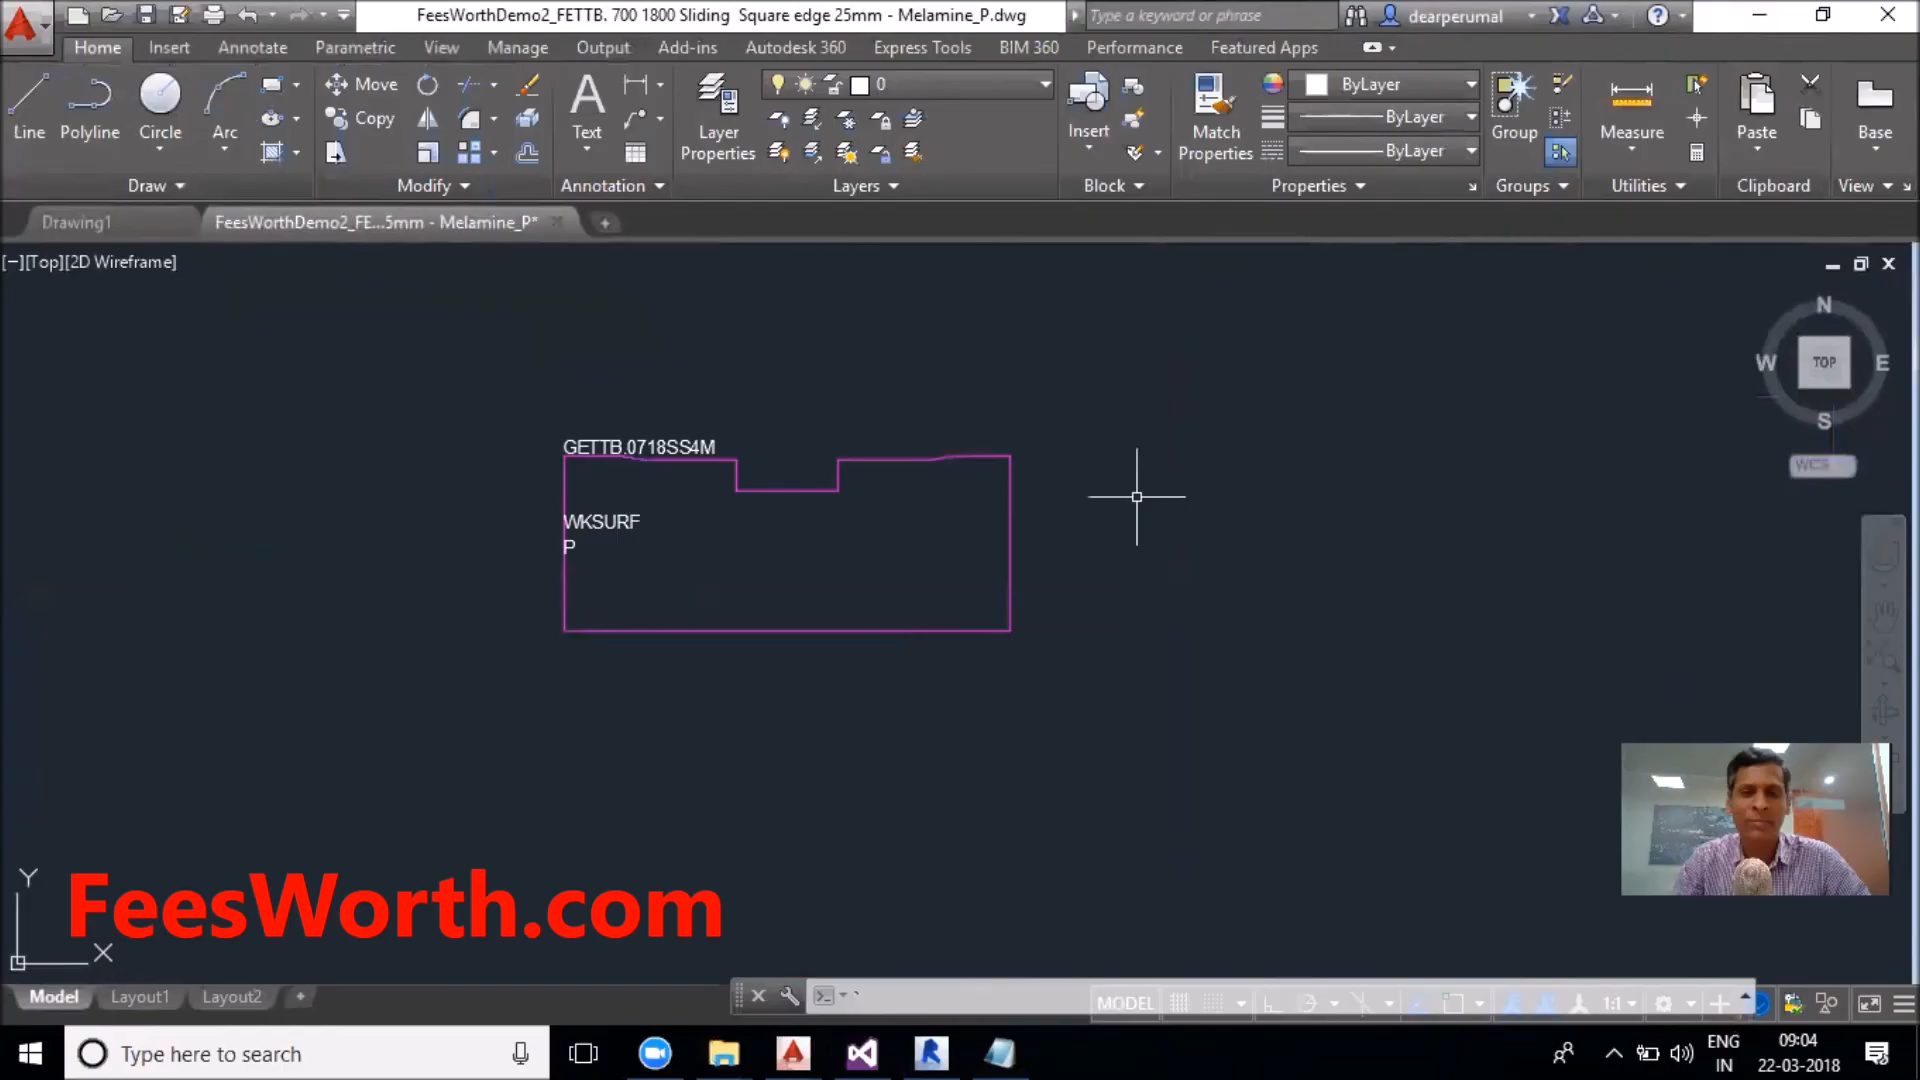 FeesWorthDemo2_FETTB. 700 1800 Sliding  Square edge 25mm - Melamine_P.dwg
Type a keyword or phrase
dearperumal
Home Insert Annotate Parametric View Manage Output Add-ins Autodesk 360 Express Tools BIM 360 Performance Featured Apps
Line Polyline Circle Arc
Move
Copy
Text
Layer Properties
0
Insert
Match Properties
ByLayer
ByLayer
ByLayer
Group
Measure
Paste
Base
Draw Modify Annotation Layers Block Properties Groups Utilities Clipboard View
Drawing1
FeesWorthDemo2_FE...5mm - Melamine_P*
[−][Top][2D Wireframe]
N
W TOP E
S
WCS
GETTB.0718SS4M
WKSURF
P
Y
X
FeesWorth.com
Model Layout1 Layout2 +
`
MODEL
1:1
Type here to search
ENG
IN
09:04
22-03-2018